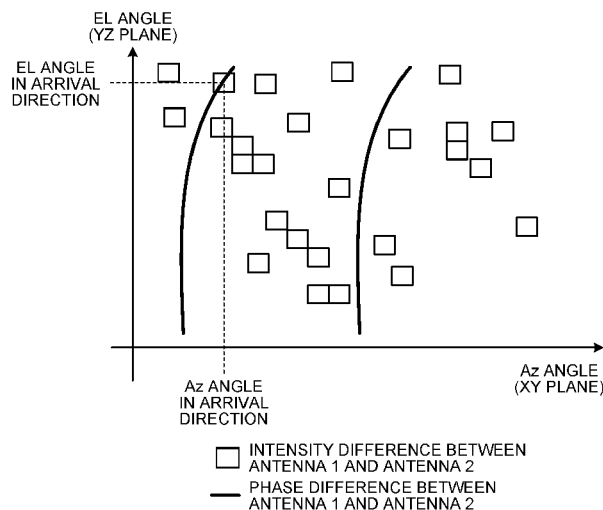 EL ANGLE
(YZ PLANE)
EL ANGLE
IN ARRIVAL
DIRECTION
Az ANGLE
IN ARRIVAL
DIRECTION
Az ANGLE
(XY PLANE)
INTENSITY DIFFERENCE BETWEEN
ANTENNA 1 AND ANTENNA 2
PHASE DIFFERENCE BETWEEN
ANTENNA 1 AND ANTENNA 2